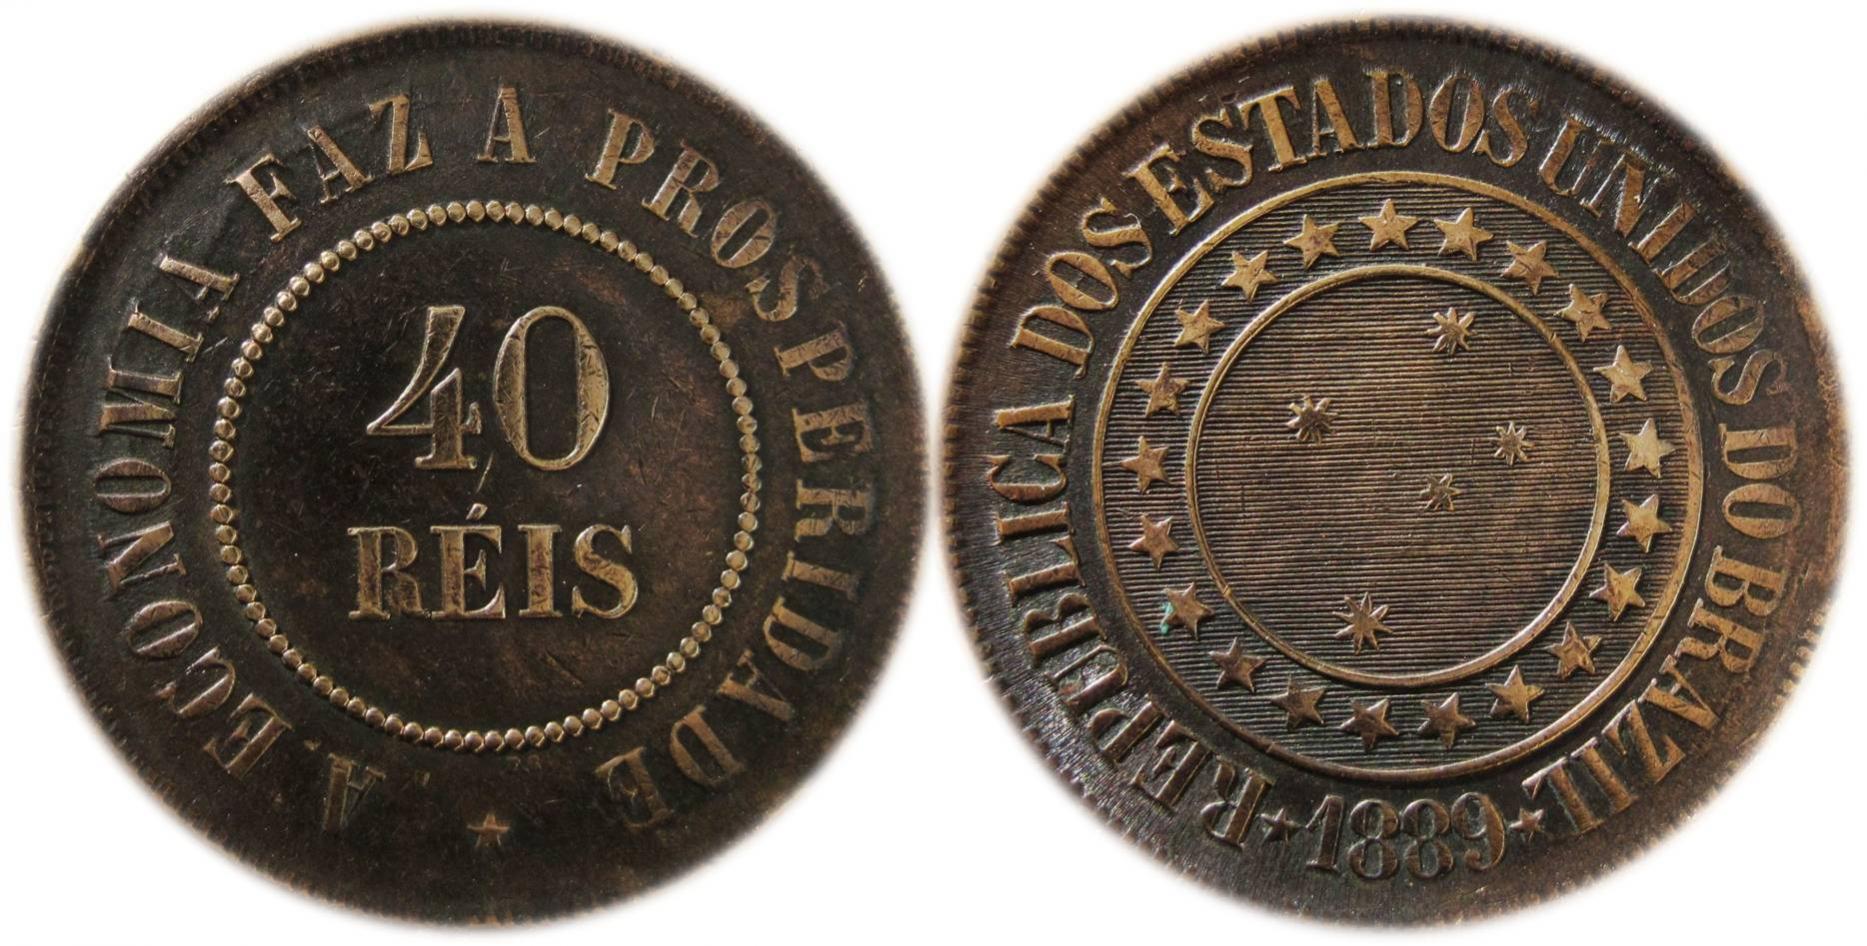 A ECONOMIA FAZ A PROSPERIDADE
40
RÉIS
REPUBLICA DOS ESTADOS UNIDOS DO BRAZIL
1889